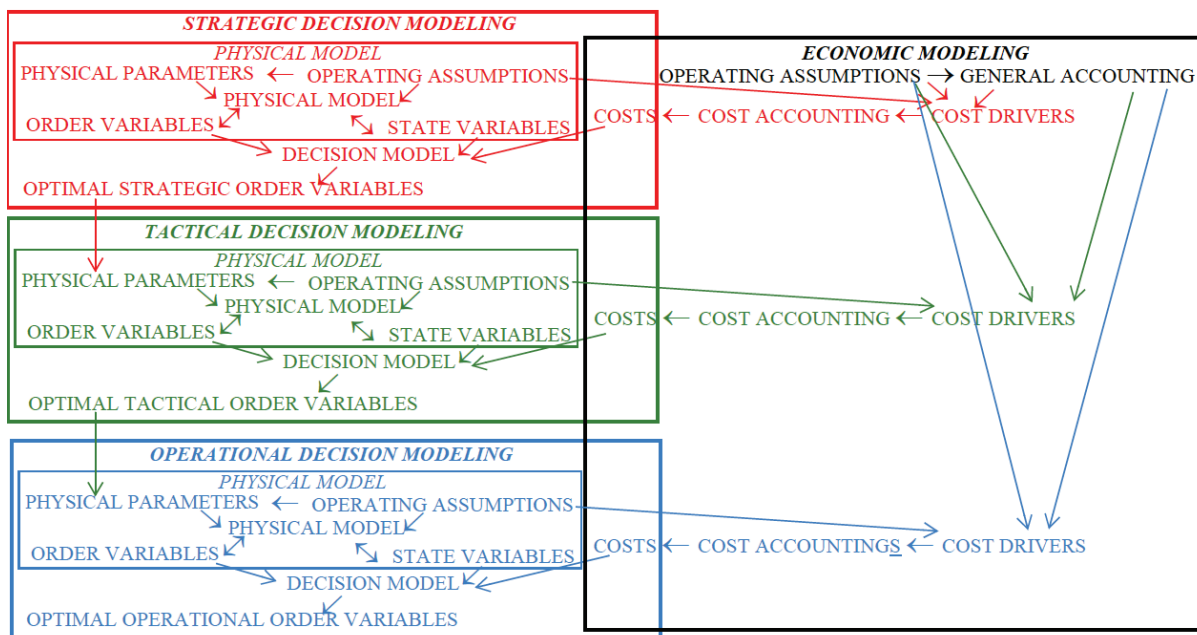 STRATEGIC DECISION MODELING
PHYSICAL MODEL
PHYSICAL PARAMETERS ← OPERATING ASSUMPTIONS
PHYSICAL MODEL
ORDER VARIABLES
STATE VARIABLES
DECISION MODEL
OPTIMAL STRATEGIC ORDER VARIABLES
ECONOMIC MODELING
OPERATING ASSUMPTIONS → GENERAL ACCOUNTING
COSTS ← COST ACCOUNTING ← COST DRIVERS
TACTICAL DECISION MODELING
PHYSICAL MODEL
PHYSICAL PARAMETERS ← OPERATING ASSUMPTIONS
PHYSICAL MODEL
ORDER VARIABLES
STATE VARIABLES
DECISION MODEL
OPTIMAL TACTICAL ORDER VARIABLES
COSTS ← COST ACCOUNTING ← COST DRIVERS
OPERATIONAL DECISION MODELING
PHYSICAL MODEL
PHYSICAL PARAMETERS ← OPERATING ASSUMPTIONS
PHYSICAL MODEL
ORDER VARIABLES
STATE VARIABLES
DECISION MODEL
OPTIMAL OPERATIONAL ORDER VARIABLES
COSTS ← COST ACCOUNTINGS ← COST DRIVERS